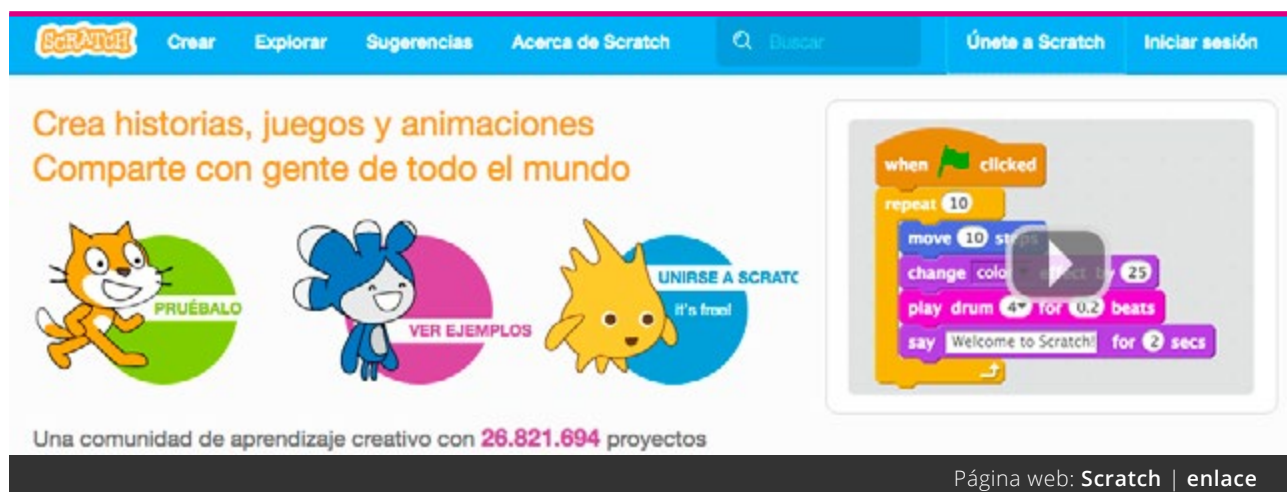 SCRATCH Crear Explorar Sugerencias Acerca de Scratch Buscar Únete a Scratch Iniciar sesión
Crea historias, juegos y animaciones
Comparte con gente de todo el mundo
PRUÉBALO
VER EJEMPLOS
UNIRSE A SCRATC
it's free!
when clicked
repeat 10
move 10 steps
change color effect by 25
play drum 4 for 0.2 beats
say Welcome to Scratch! for 2 secs
Una comunidad de aprendizaje creativo con 26.821.694 proyectos
Página web: Scratch | enlace